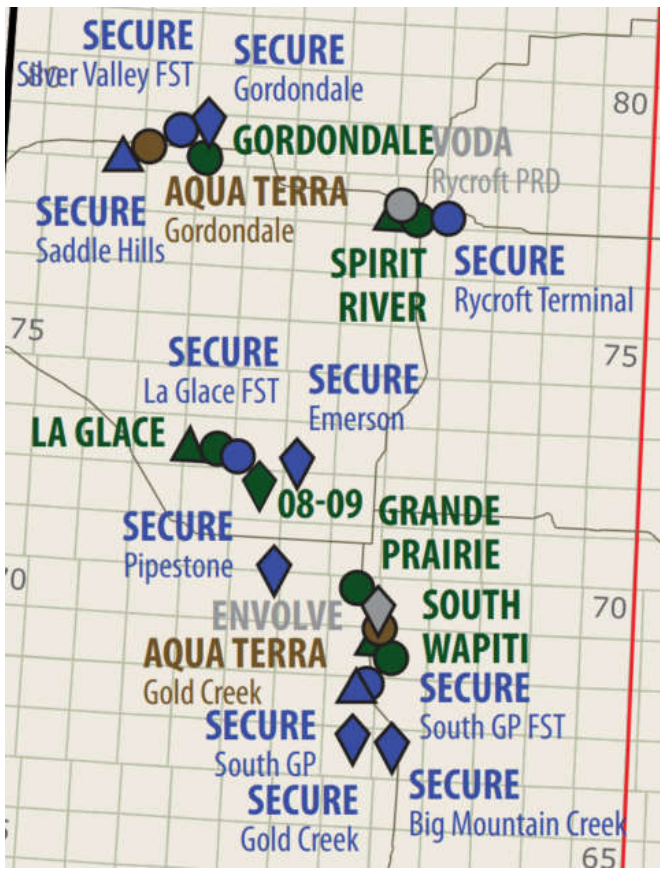 SECURE
Silver Valley FST
80
SECURE
Gordondale
80
GORDONDALE
VODA
Rycroft PRD
AQUA TERRA
Gordondale
SECURE
Saddle Hills
SPIRIT
RIVER
SECURE
Rycroft Terminal
75
75
SECURE
La Glace FST
SECURE
Emerson
LA GLACE
08-09
GRANDE
PRAIRIE
SECURE
Pipestone
70
70
ENVOLVE
SOUTH
WAPITI
AQUA TERRA
Gold Creek
SECURE
South GP FST
SECURE
South GP
SECURE
Big Mountain Creek
SECURE
Gold Creek
65